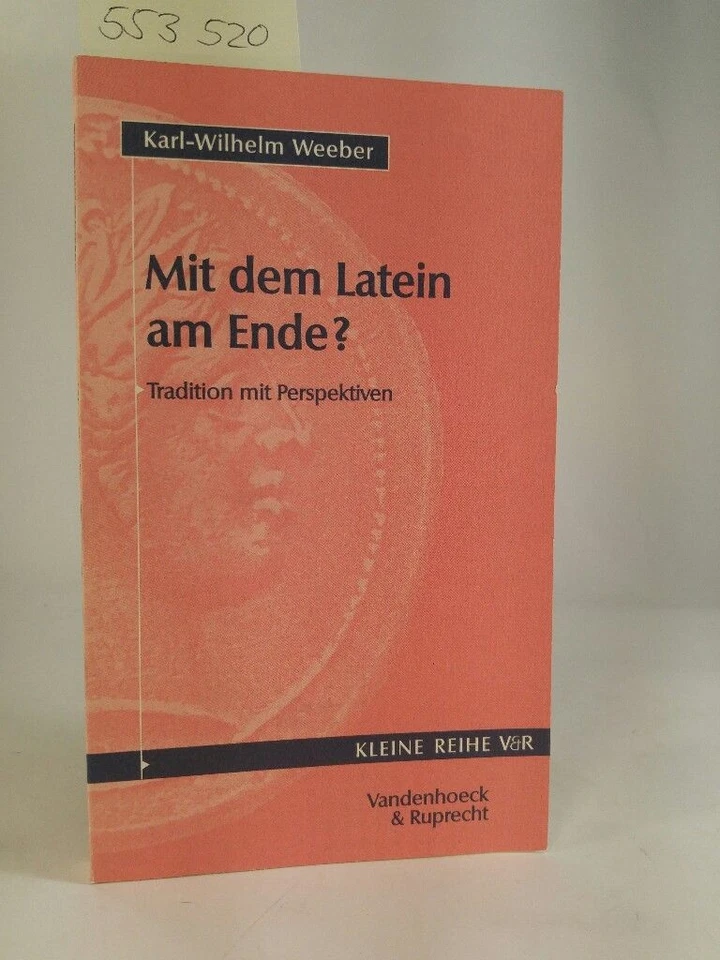 553 520
Karl-Wilhelm Weeber
Mit dem Latein
am Ende?
Tradition mit Perspektiven
KLEINE REIHE V&R
Vandenhoeck
& Ruprecht